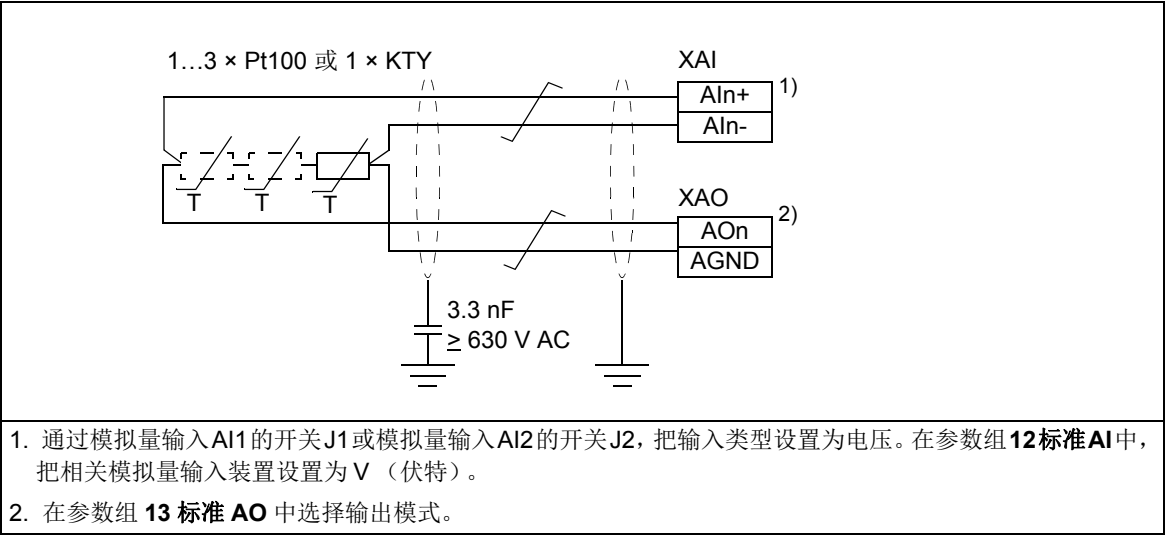 1…3 × Pt100 或 1 × KTY
XAI
AIn+
1)
AIn-
T
T
T
XAO
AOn
2)
AGND
3.3 nF
≥ 630 V AC
1. 通过模拟量输入AI1的开关J1或模拟量输入AI2的开关J2，把输入类型设置为电压。在参数组12标准AI中，
把相关模拟量输入装置设置为 V （伏特）。
2. 在参数组 13 标准 AO 中选择输出模式。